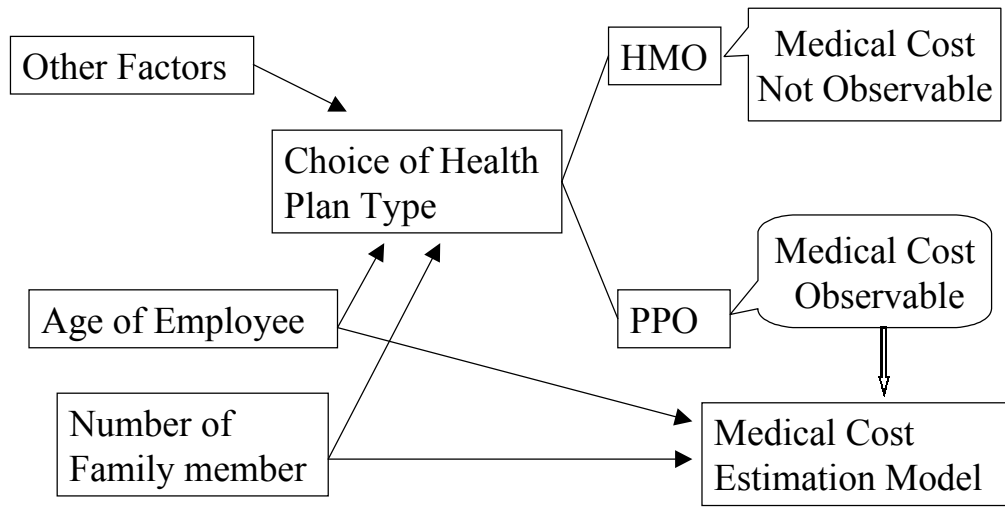 Other Factors
HMO
Medical Cost
Not Observable
Choice of Health
Plan Type
Age of Employee
PPO
Medical Cost
Observable
Number of
Family member
Medical Cost
Estimation Model